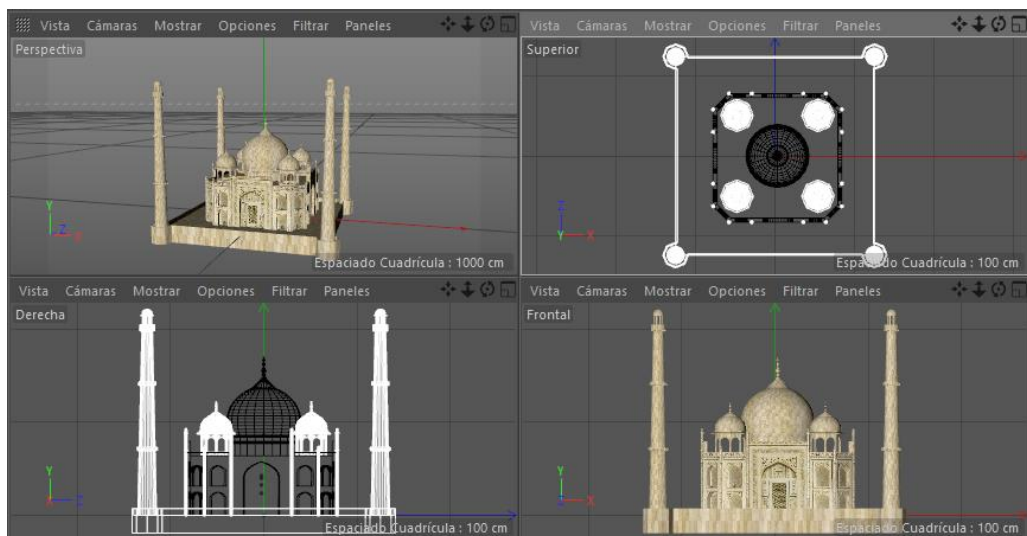 Vista Cámaras Mostrar Opciones Filtrar Paneles
Perspectiva
Y
Z X
Espaciado Cuadrícula : 1000 cm
Vista Cámaras Mostrar Opciones Filtrar Paneles
Superior
Z
Y X
Espaciado Cuadrícula : 100 cm
Vista Cámaras Mostrar Opciones Filtrar Paneles
Derecha
Y
X Z
Espaciado Cuadrícula : 100 cm
Vista Cámaras Mostrar Opciones Filtrar Paneles
Frontal
Y
Z X
Espaciado Cuadrícula : 100 cm